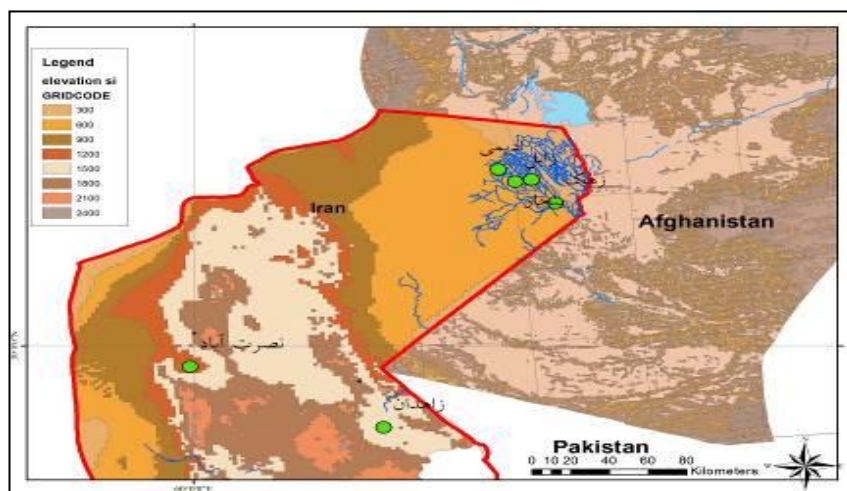 Legend
elevation si
GRIDCODE
300
600
900
1200
1500
1800
2100
2400
Iran
Afghanistan
نصرت آباد
زاهدان
Pakistan
0 10 20 40 60 80
Kilometers